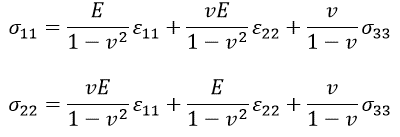 σ₁₁ = E/(1 − v²) ε₁₁ + vE/(1 − v²) ε₂₂ + v/(1 − v) σ₃₃
σ₂₂ = vE/(1 − v²) ε₁₁ + E/(1 − v²) ε₂₂ + v/(1 − v) σ₃₃